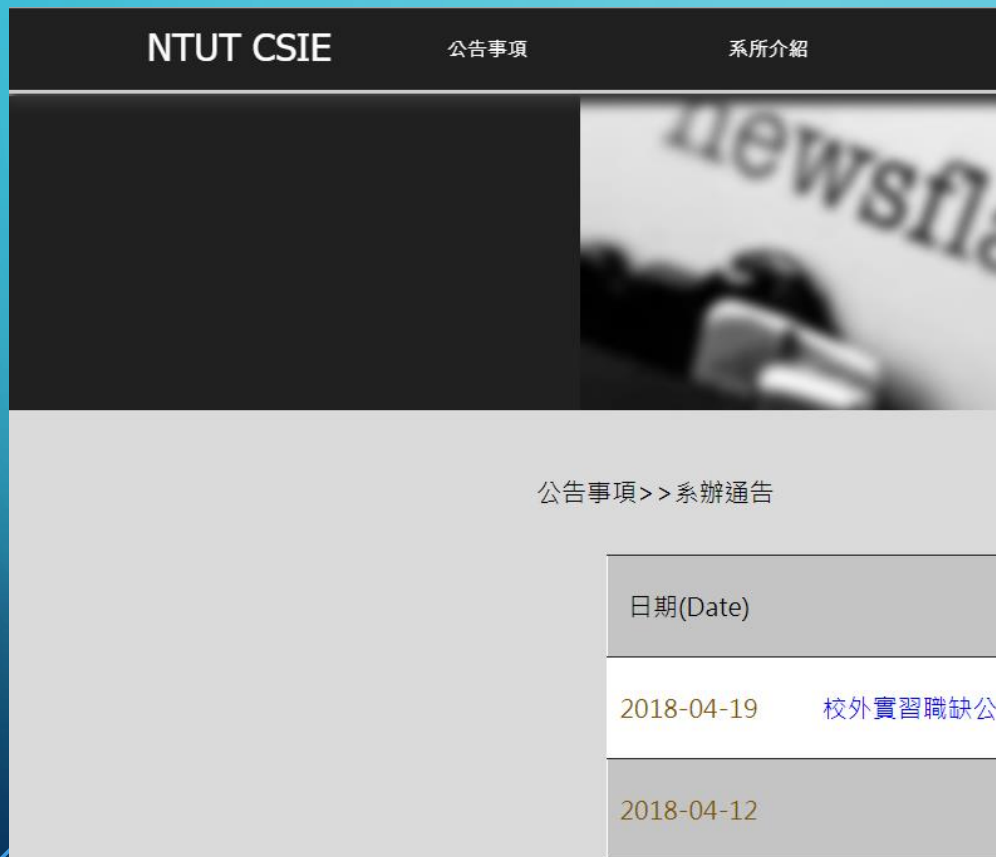 NTUT CSIE 公告事項 系所介紹
newsfla
公告事項>>系辦通告
日期(Date)
2018-04-19 校外實習職缺公
2018-04-12